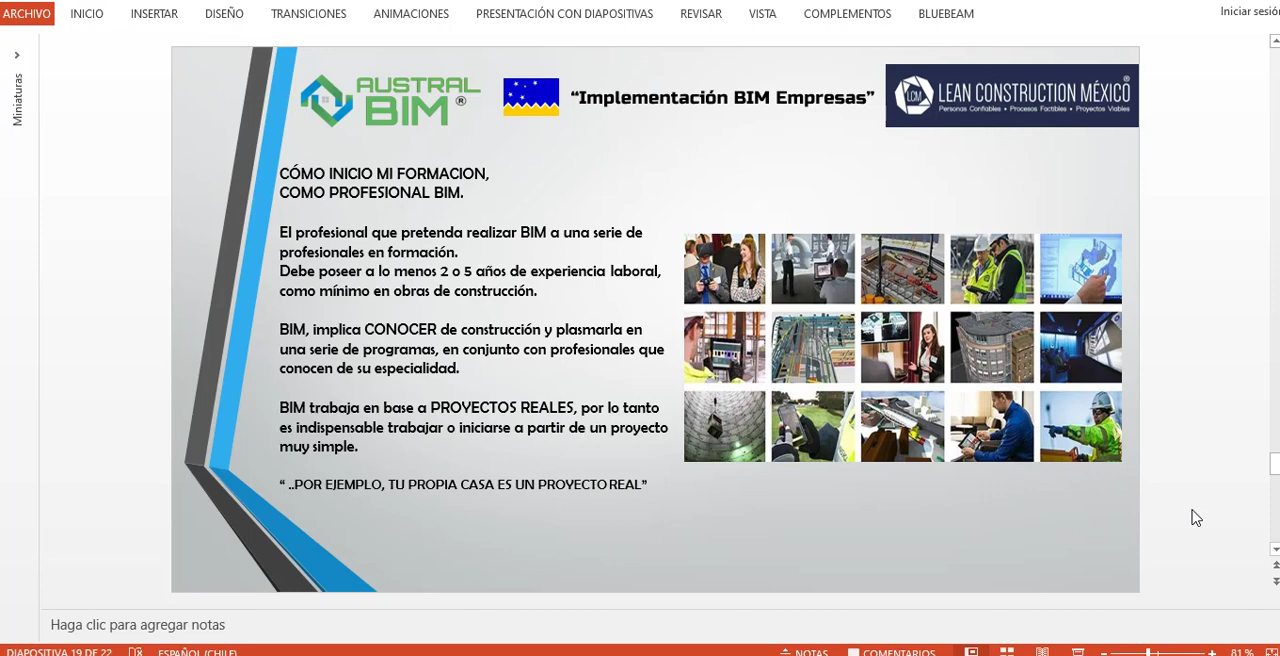 ARCHIVO INICIO INSERTAR DISEÑO TRANSICIONES ANIMACIONES PRESENTACIÓN CON DIAPOSITIVAS REVISAR VISTA COMPLEMENTOS BLUEBEAM Iniciar sesión
Miniaturas
AUSTRAL
BIM®
“Implementación BIM Empresas”
LCM LEAN CONSTRUCTION MÉXICO®
Personas Confiables • Procesos Factibles • Proyectos Viables
CÓMO INICIO MI FORMACION,
COMO PROFESIONAL BIM.
El profesional que pretenda realizar BIM a una serie de
profesionales en formación.
Debe poseer a lo menos 2 o 5 años de experiencia laboral,
como mínimo en obras de construcción.
BIM, implica CONOCER de construcción y plasmarla en
una serie de programas, en conjunto con profesionales que
conocen de su especialidad.
BIM trabaja en base a PROYECTOS REALES, por lo tanto
es indispensable trabajar o iniciarse a partir de un proyecto
muy simple.
“ ..POR EJEMPLO, TU PROPIA CASA ES UN PROYECTO REAL”
Haga clic para agregar notas
DIAPOSITIVA 19 DE 22 ESPAÑOL (CHILE) NOTAS COMENTARIOS 81 %